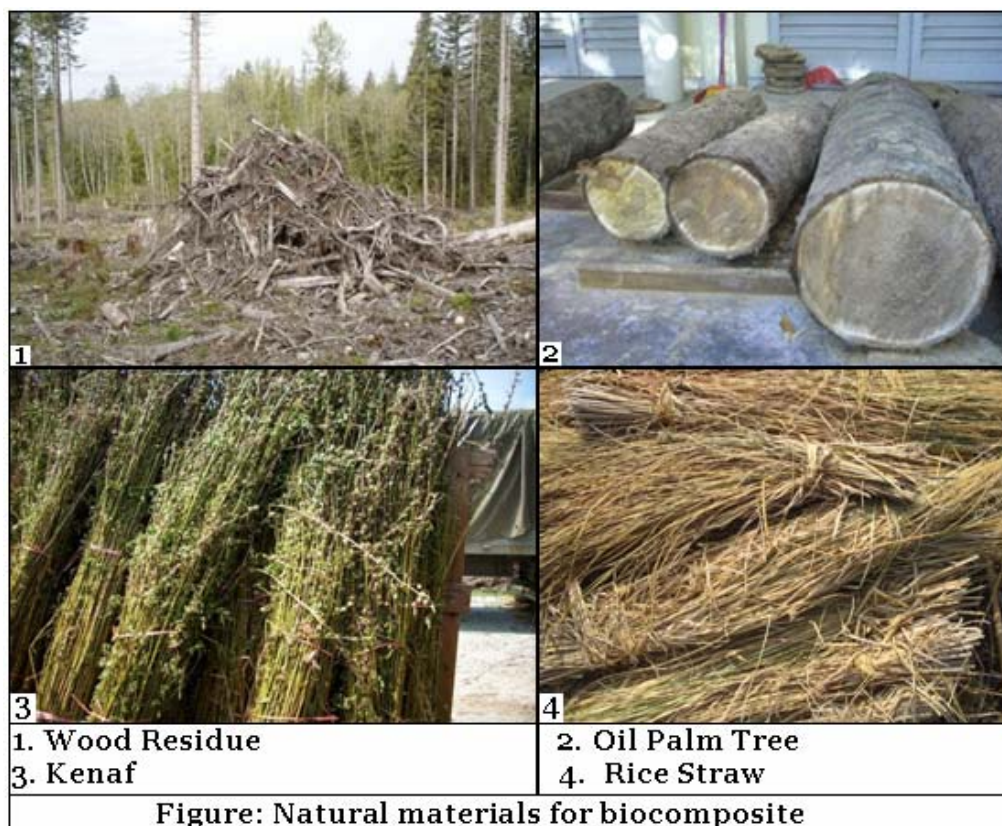 1
2
3
4
1. Wood Residue
2. Oil Palm Tree
3. Kenaf
4. Rice Straw
Figure: Natural materials for biocomposite